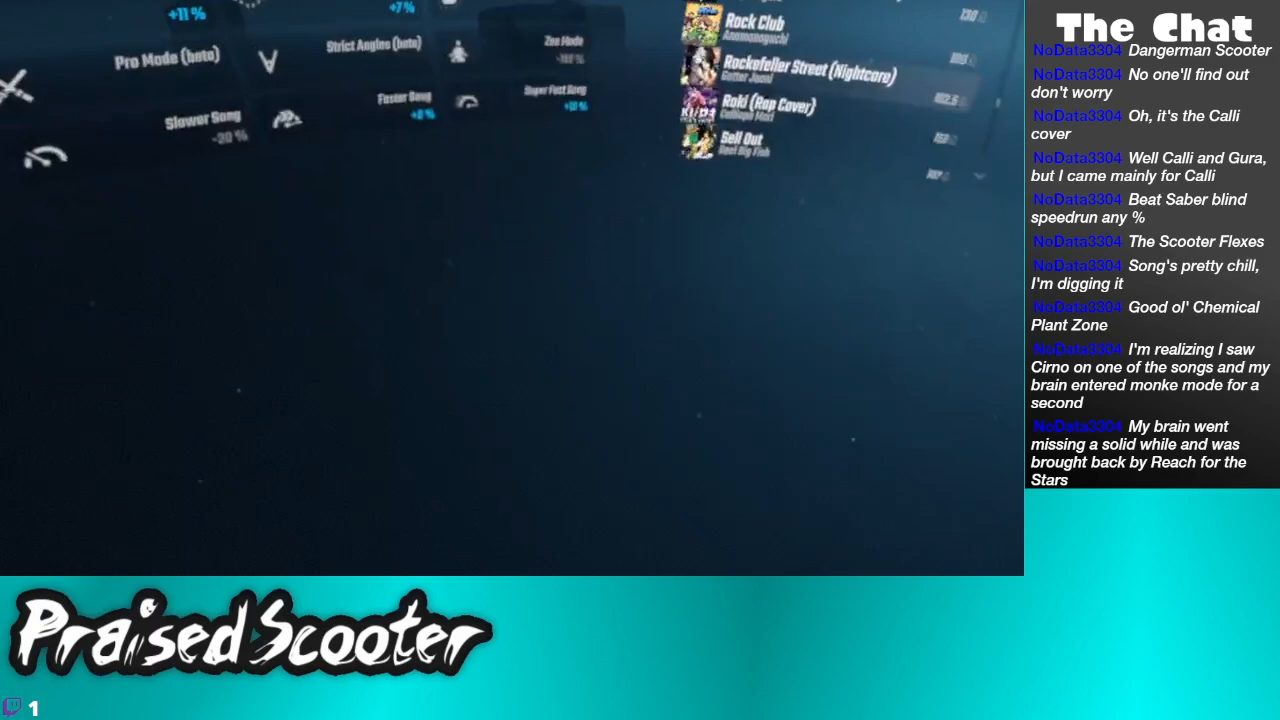 +11 %
+7 %
Pro Mode (beta)
Strict Angles (beta)
Zen Mode
Slower Song
-30 %
Faster Song
+8 %
Super Fast Song
+10 %
Rock Club
Anamanaguchi
Rockefeller Street (Nightcore)
Getter Jaani
Roki (Rap Cover)
Calliope Mori
Sell Out
Reel Big Fish
The Chat
NoData3304 Dangerman Scooter
NoData3304 No one'll find out
don't worry
NoData3304 Oh, it's the Calli
cover
NoData3304 Well Calli and Gura,
but I came mainly for Calli
NoData3304 Beat Saber blind
speedrun any %
NoData3304 The Scooter Flexes
NoData3304 Song's pretty chill,
I'm digging it
NoData3304 Good ol' Chemical
Plant Zone
NoData3304 I'm realizing I saw
Cirno on one of the songs and my
brain entered monke mode for a
second
NoData3304 My brain went
missing a solid while and was
brought back by Reach for the
Stars
PraisedScooter
1